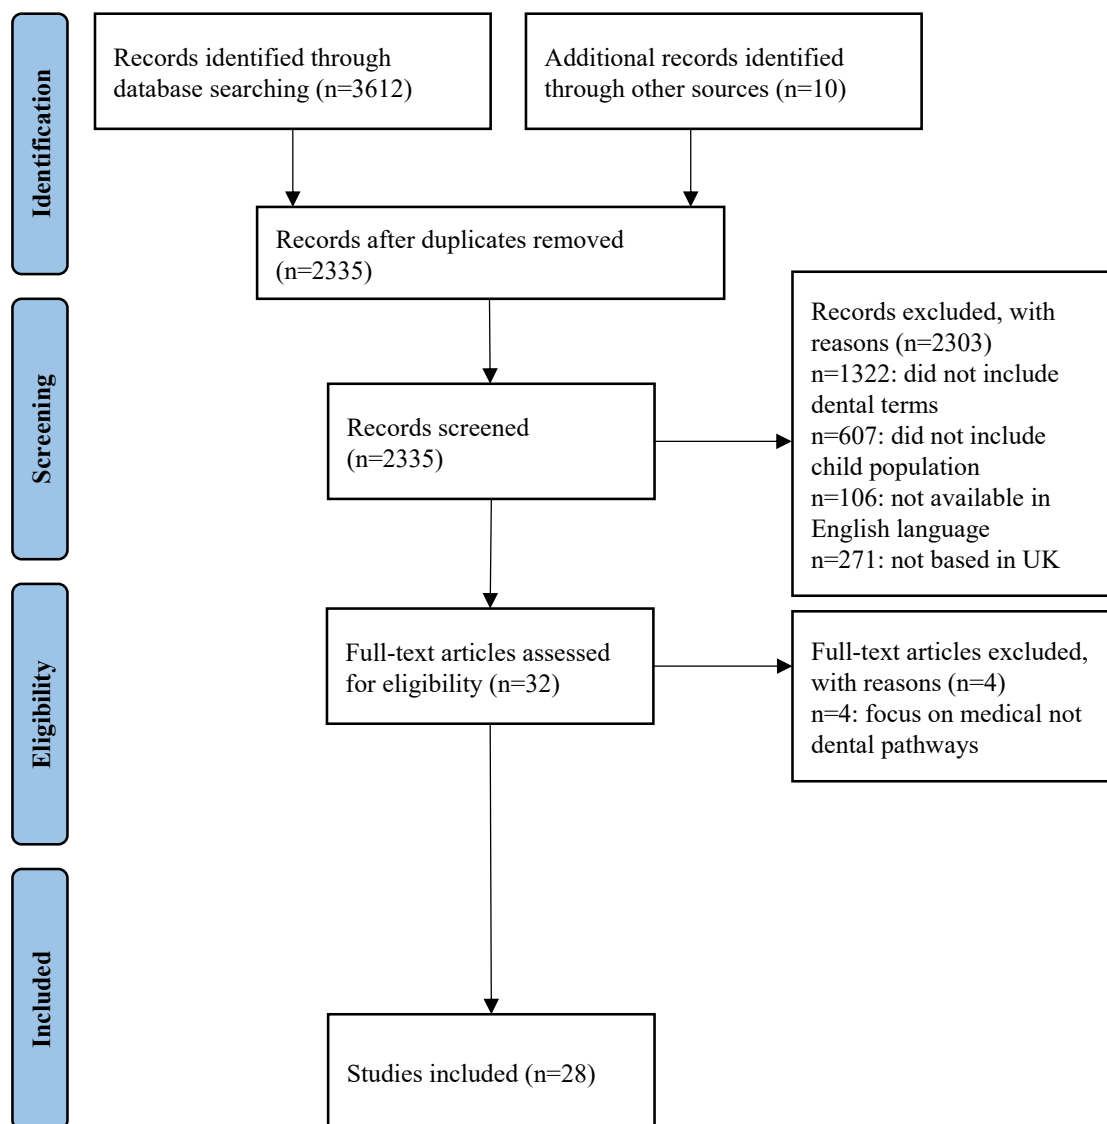 Identification
Records identified through
database searching (n=3612)
Additional records identified
through other sources (n=10)
Records after duplicates removed
(n=2335)
Screening
Records screened
(n=2335)
Records excluded, with
reasons (n=2303)
n=1322: did not include
dental terms
n=607: did not include
child population
n=106: not available in
English language
n=271: not based in UK
Eligibility
Full-text articles assessed
for eligibility (n=32)
Full-text articles excluded,
with reasons (n=4)
n=4: focus on medical not
dental pathways
Included
Studies included (n=28)